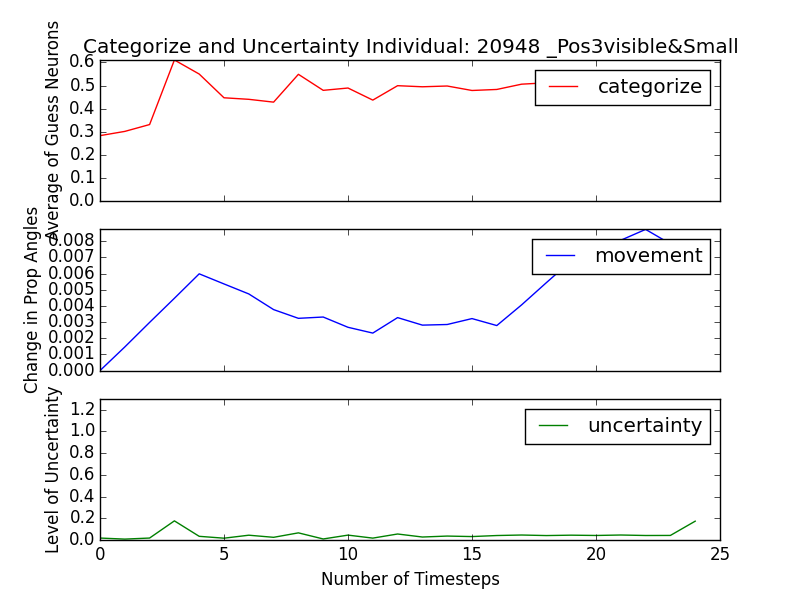 Categorize and Uncertainty Individual: 20948 _Pos3visible&Small
Average of Guess Neurons
0.6
0.5
0.4
0.3
0.2
0.1
0.0
categorize
Change in Prop Angles
0.008
0.007
0.006
0.005
0.004
0.003
0.002
0.001
0.000
movement
Level of Uncertainty
1.2
1.0
0.8
0.6
0.4
0.2
0.0
uncertainty
0 5 10 15 20 25
Number of Timesteps